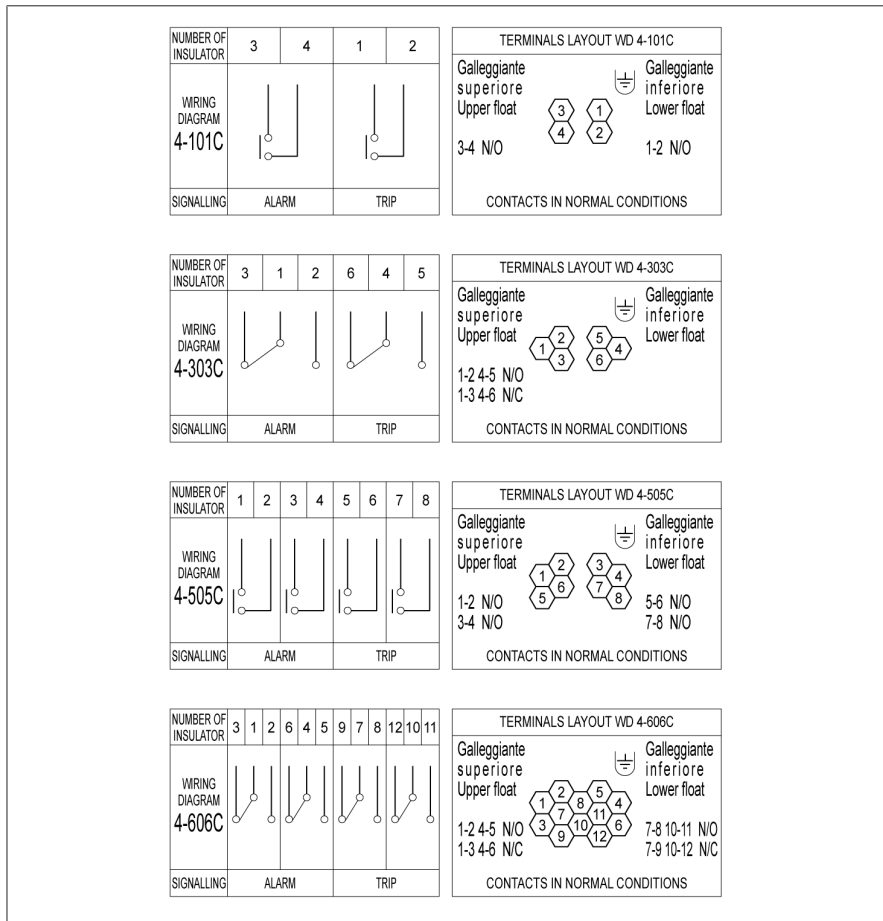 NUMBER OF
INSULATOR
3 4 1 2
WIRING
DIAGRAM
4-101C
SIGNALLING ALARM TRIP
TERMINALS LAYOUT WD 4-101C
Galleggiante
superiore
Upper float
3-4 N/O
3 1
4 2
Galleggiante
inferiore
Lower float
1-2 N/O
CONTACTS IN NORMAL CONDITIONS
NUMBER OF
INSULATOR
3 1 2 6 4 5
WIRING
DIAGRAM
4-303C
SIGNALLING ALARM TRIP
TERMINALS LAYOUT WD 4-303C
Galleggiante
superiore
Upper float
1-2 4-5 N/O
1-3 4-6 N/C
2 5
1 4
3 6
Galleggiante
inferiore
Lower float
CONTACTS IN NORMAL CONDITIONS
NUMBER OF
INSULATOR
1 2 3 4 5 6 7 8
WIRING
DIAGRAM
4-505C
SIGNALLING ALARM TRIP
TERMINALS LAYOUT WD 4-505C
Galleggiante
superiore
Upper float
1-2 N/O
3-4 N/O
2 3
1 4
6 7
5 8
Galleggiante
inferiore
Lower float
5-6 N/O
7-8 N/O
CONTACTS IN NORMAL CONDITIONS
NUMBER OF
INSULATOR
3 1 2 6 4 5 9 7 8 12 10 11
WIRING
DIAGRAM
4-606C
SIGNALLING ALARM TRIP
TERMINALS LAYOUT WD 4-606C
Galleggiante
superiore
Upper float
1-2 4-5 N/O
1-3 4-6 N/C
2 5
1 8 4
7 11
3 10 6
9 12
Galleggiante
inferiore
Lower float
7-8 10-11 N/O
7-9 10-12 N/C
CONTACTS IN NORMAL CONDITIONS